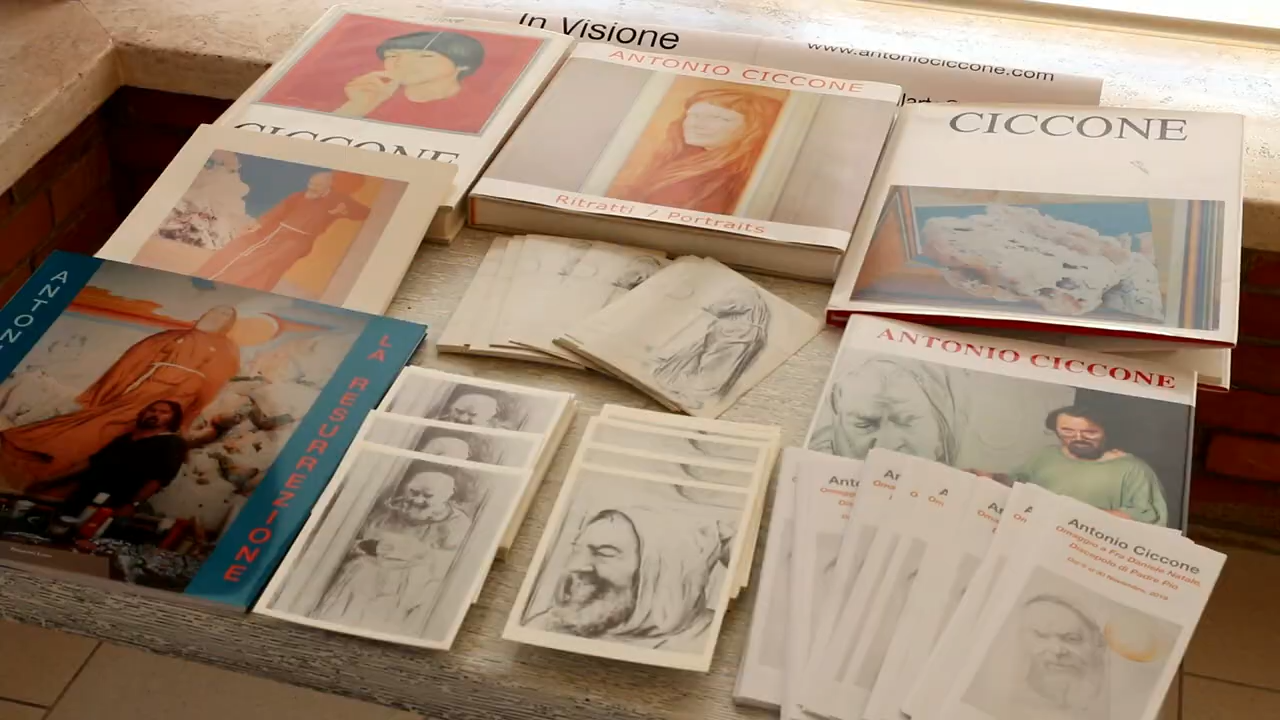 In Visione
www.antoniociccone.com
CICCONE
ANTONIO CICCONE
Ritratti / Portraits
CICCONE
ANTONIO CICCONE
LA RESURREZIONE
Antonio Ciccone
Omaggio a Fra Daniele Natale,
Discepolo di Padre Pio